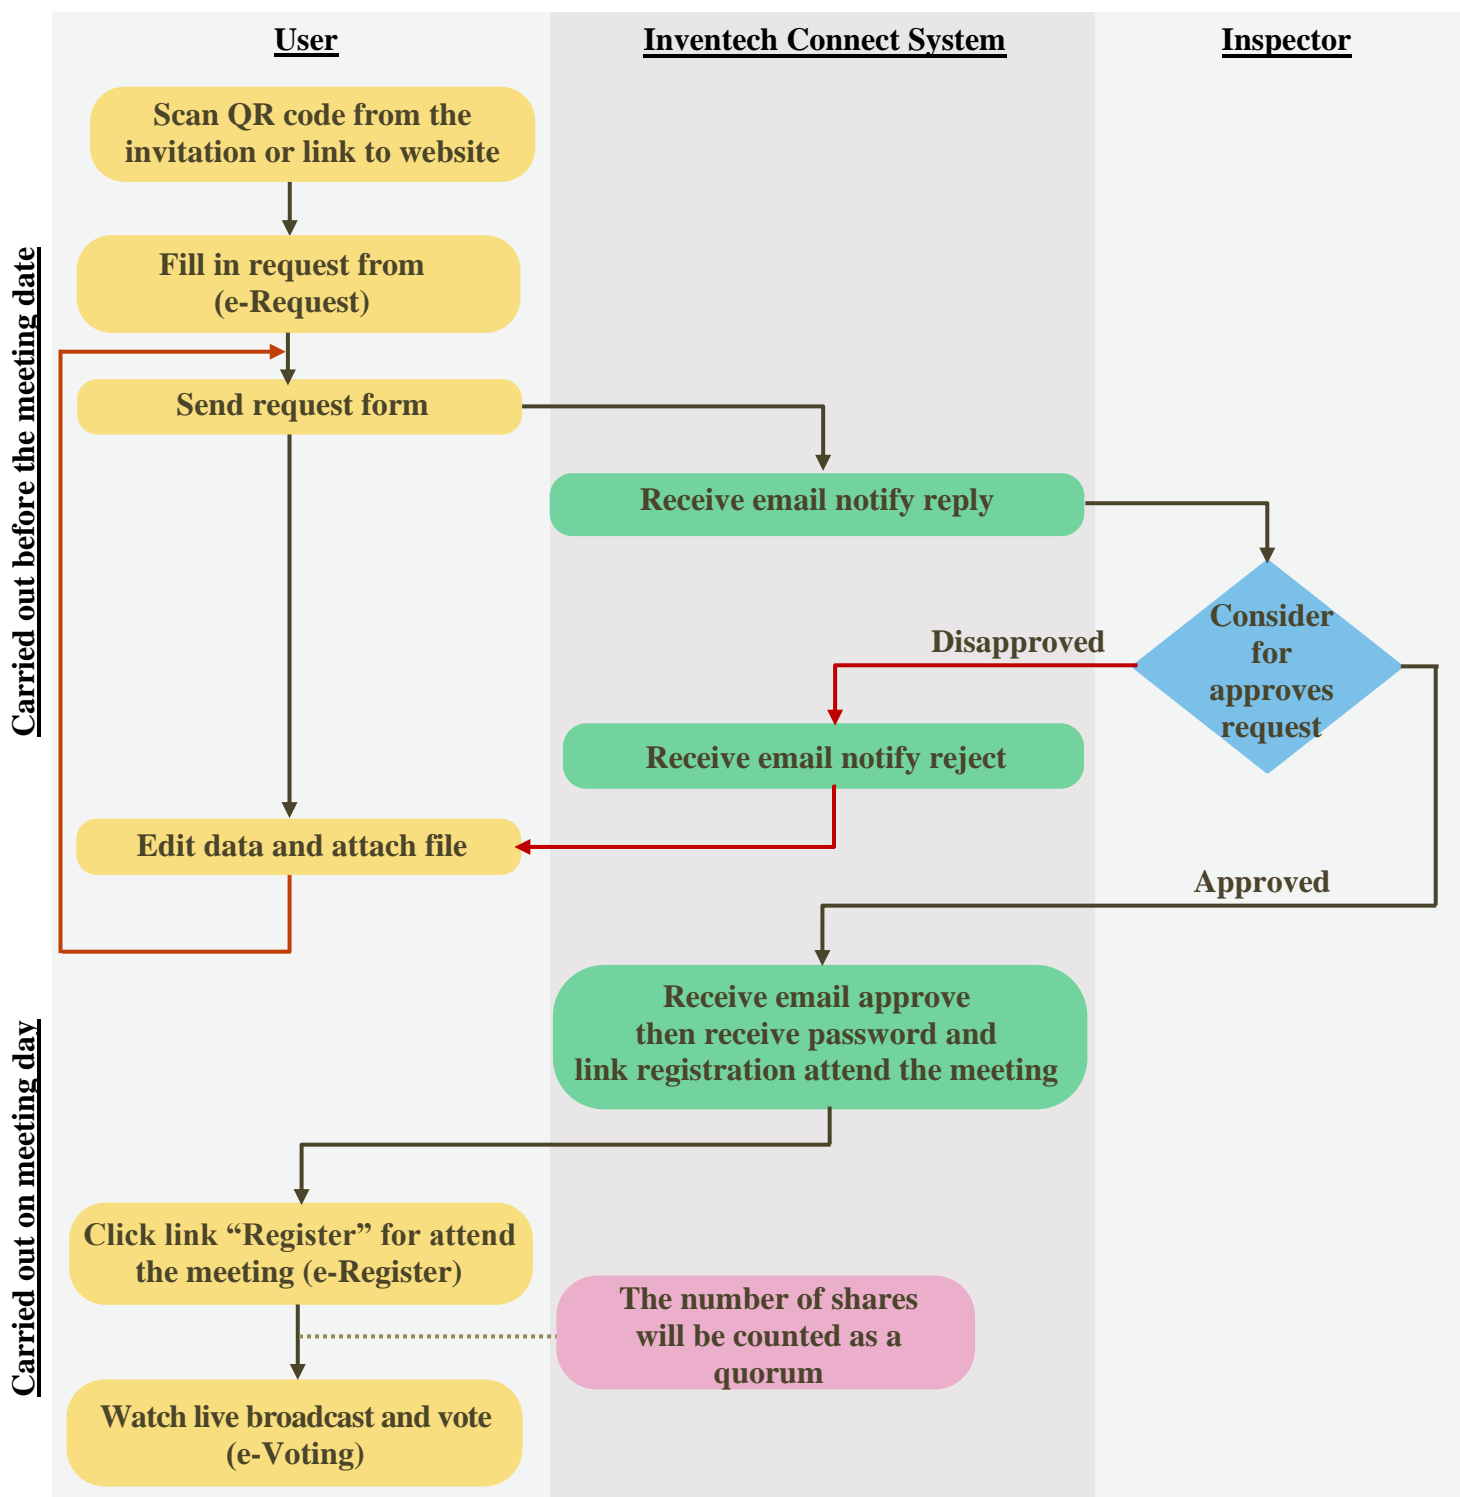 User
Inventech Connect System
Inspector
Scan QR code from the
invitation or link to website
Carried out before the meeting date
Fill in request from
(e-Request)
Send request form
Receive email notify reply
Consider
for
approves
request
Disapproved
Receive email notify reject
Edit data and attach file
Approved
Receive email approve
then receive password and
link registration attend the meeting
Carried out on meeting day
Click link “Register” for attend
the meeting (e-Register)
The number of shares
will be counted as a
quorum
Watch live broadcast and vote
(e-Voting)